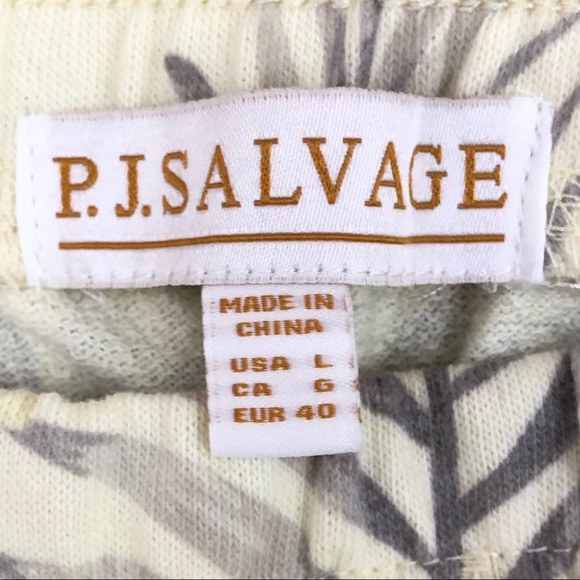 P.J.SALVAGE
MADE IN
CHINA
USA L
CA G
EUR 40